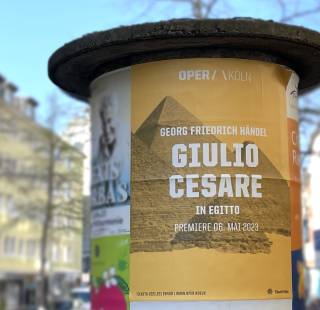 OPER/ \KÖLN
GEORG FRIEDRICH HÄNDEL
GIULIO
CESARE
IN EGITTO
PREMIERE 06. MAI 2023